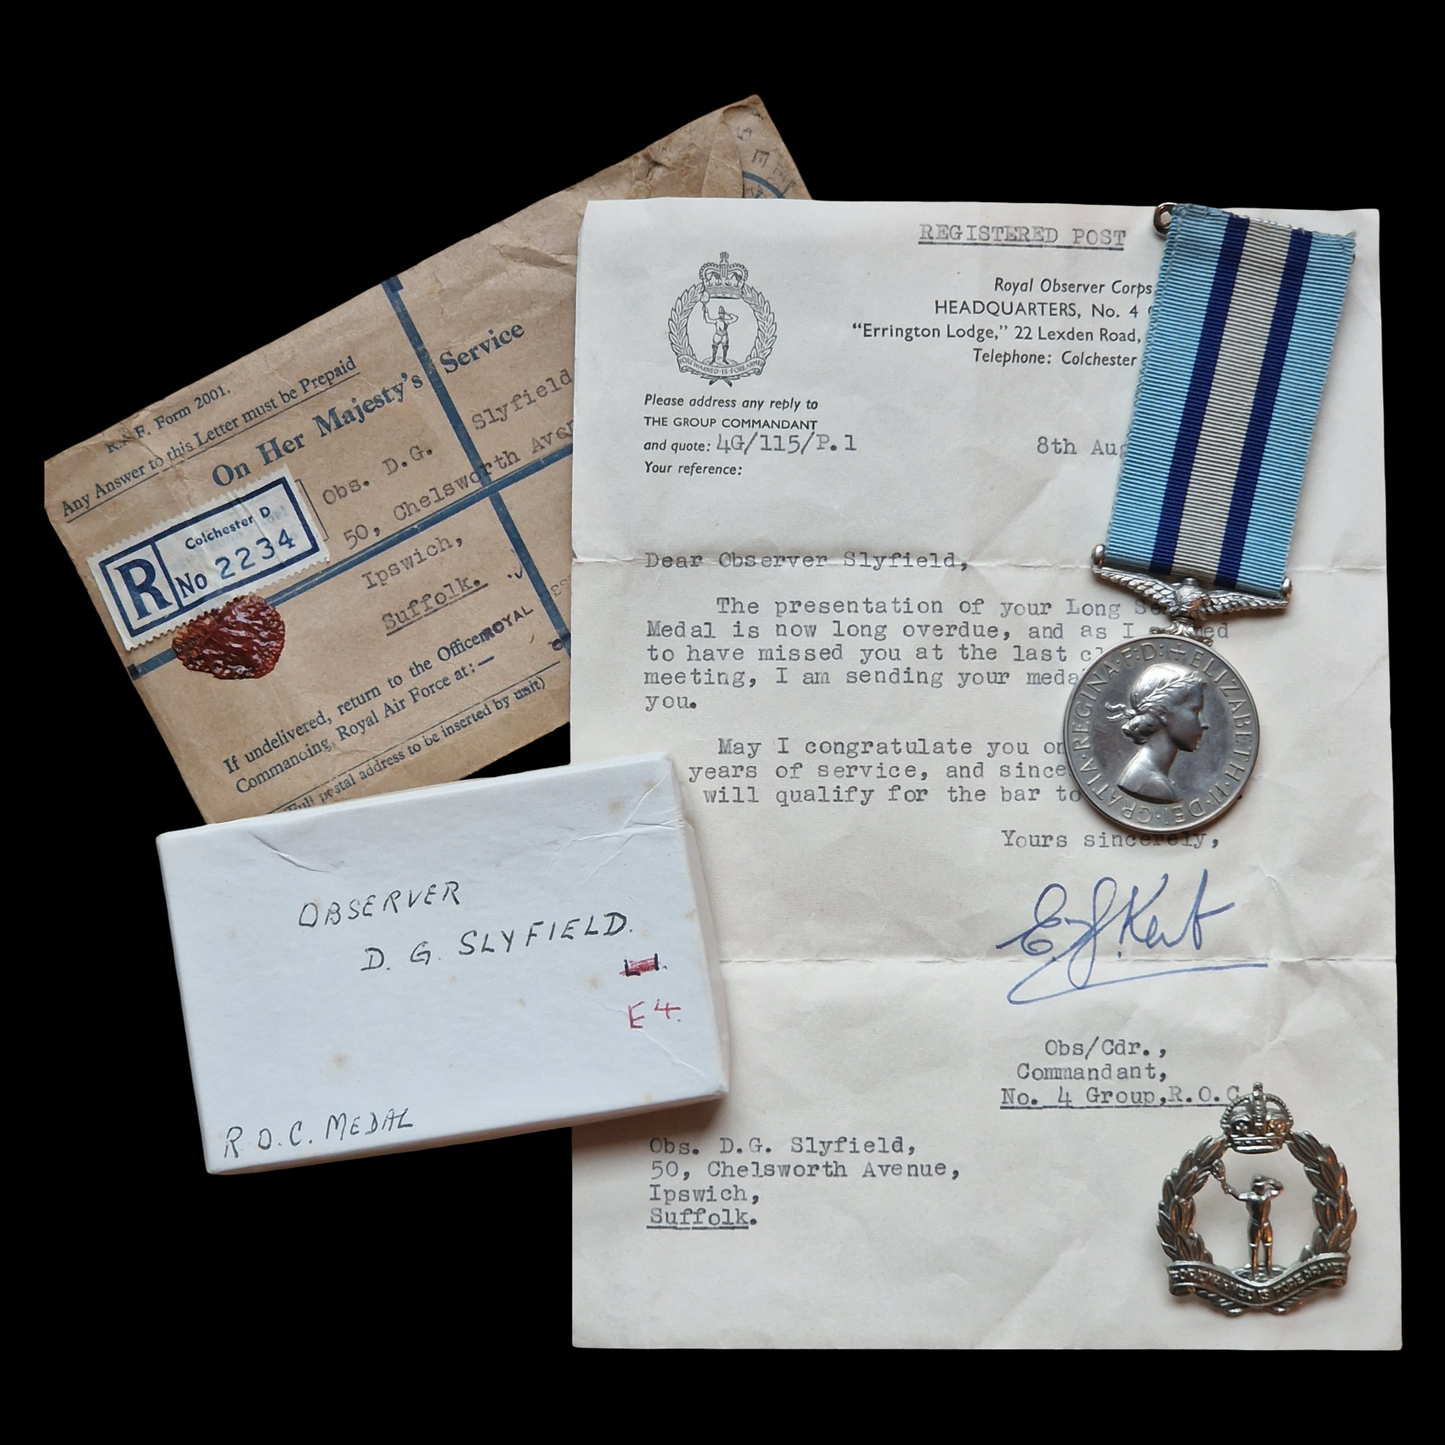 R.A.F. Form 2001.
Any Answer to this Letter must be Prepaid
On Her Majesty's Service
Obs. D.G. Slyfield
50, Chelsworth Aven
Ipswich,
Suffolk.
R
Colchester D
No 2234
If undelivered, return to the Officer
ROYAL
Commanding, Royal Air Force at:—
(Full postal address to be inserted by unit)
REGISTERED POST
Royal Observer Corps
HEADQUARTERS, No. 4
"Errington Lodge," 22 Lexden Road,
Telephone: Colchester
Please address any reply to
THE GROUP COMMANDANT
and quote: 4G/115/P.1
Your reference:
8th Aug
Dear Observer Slyfield,
The presentation of your Long
Medal is now long overdue, and as I
to have missed you at the last
meeting, I am sending your meda
you.
May I congratulate you on
years of service, and since
will qualify for the bar to
Yours sincerely,
E.J. Kent
Obs/Cdr.,
Commandant,
No. 4 Group,R.O.C.
Obs. D.G. Slyfield,
50, Chelsworth Avenue,
Ipswich,
Suffolk.
ELIZABETH·II·DEI·GRATIA·REGINA·F:D:+
FOREWARNED IS FOREARMED
OBSERVER
D. G. SLYFIELD.
E4.
R.O.C. MEDAL